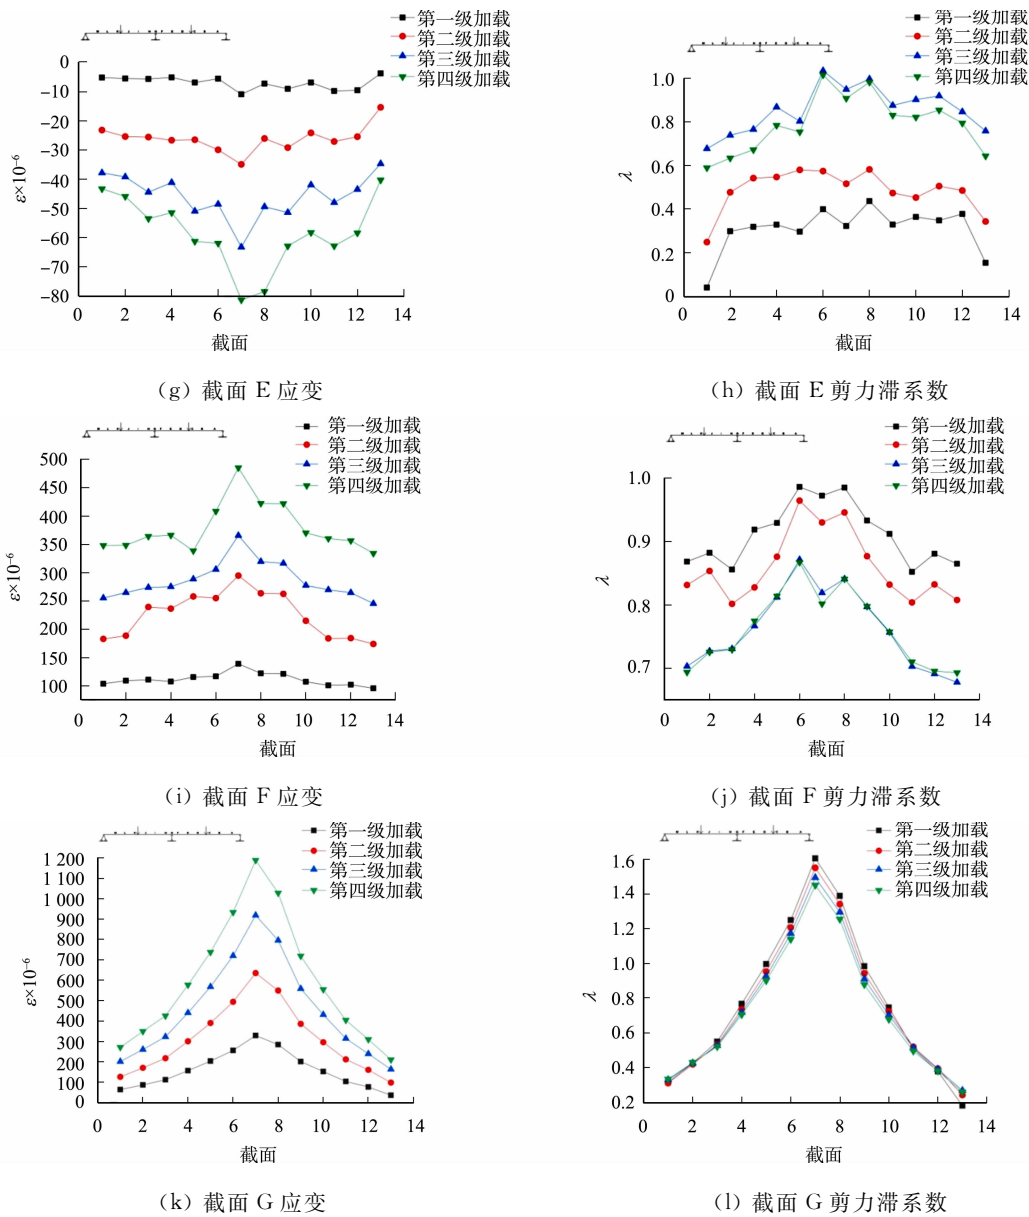 第一级加载
第二级加载
第三级加载
第四级加载
0
−10
−20
−30
−40
−50
−60
−70
−80
ε×10⁻⁶
0 2 4 6 8 10 12 14
截面
(g) 截面 E 应变
第一级加载
第二级加载
第三级加载
第四级加载
1.0
0.8
0.6
0.4
0.2
0
λ
0 2 4 6 8 10 12 14
截面
(h) 截面 E 剪力滞系数
第一级加载
第二级加载
第三级加载
第四级加载
500
450
400
350
300
250
200
150
100
ε×10⁻⁶
0 2 4 6 8 10 12 14
截面
(i) 截面 F 应变
第一级加载
第二级加载
第三级加载
第四级加载
1.0
0.9
0.8
0.7
λ
0 2 4 6 8 10 12 14
截面
(j) 截面 F 剪力滞系数
第一级加载
第二级加载
第三级加载
第四级加载
1 200
1 100
1 000
900
800
700
600
500
400
300
200
100
0
ε×10⁻⁶
0 2 4 6 8 10 12 14
截面
(k) 截面 G 应变
第一级加载
第二级加载
第三级加载
第四级加载
1.6
1.4
1.2
1.0
0.8
0.6
0.4
0.2
λ
0 2 4 6 8 10 12 14
截面
(l) 截面 G 剪力滞系数